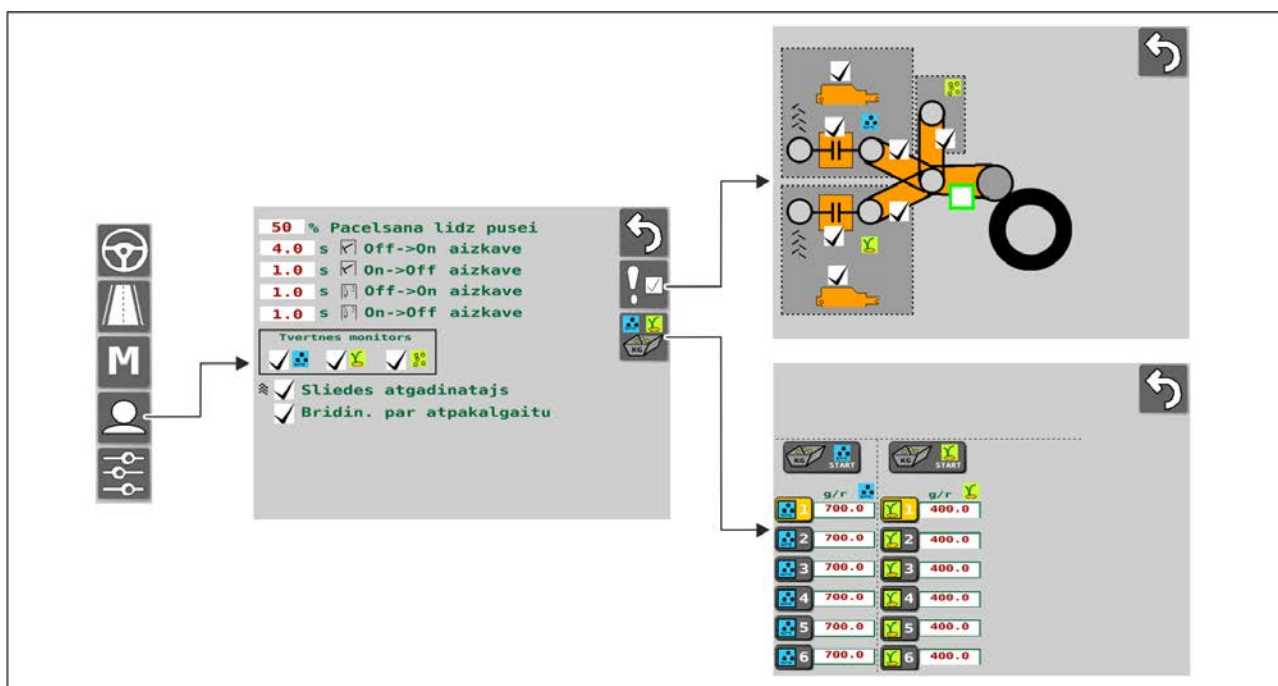 M
50 % Pacelsana lidz pusei
4.0 s Off->On aizkave
1.0 s On->Off aizkave
1.0 s Off->On aizkave
1.0 s On->Off aizkave
Tvertnes monitors
Sliedes atgadinatajs
Bridin. par atpakalgaitu
KG
KG START KG START
g/r g/r
1 700.0 1 400.0
2 700.0 2 400.0
3 700.0 3 400.0
4 700.0 4 400.0
5 700.0 5 400.0
6 700.0 6 400.0